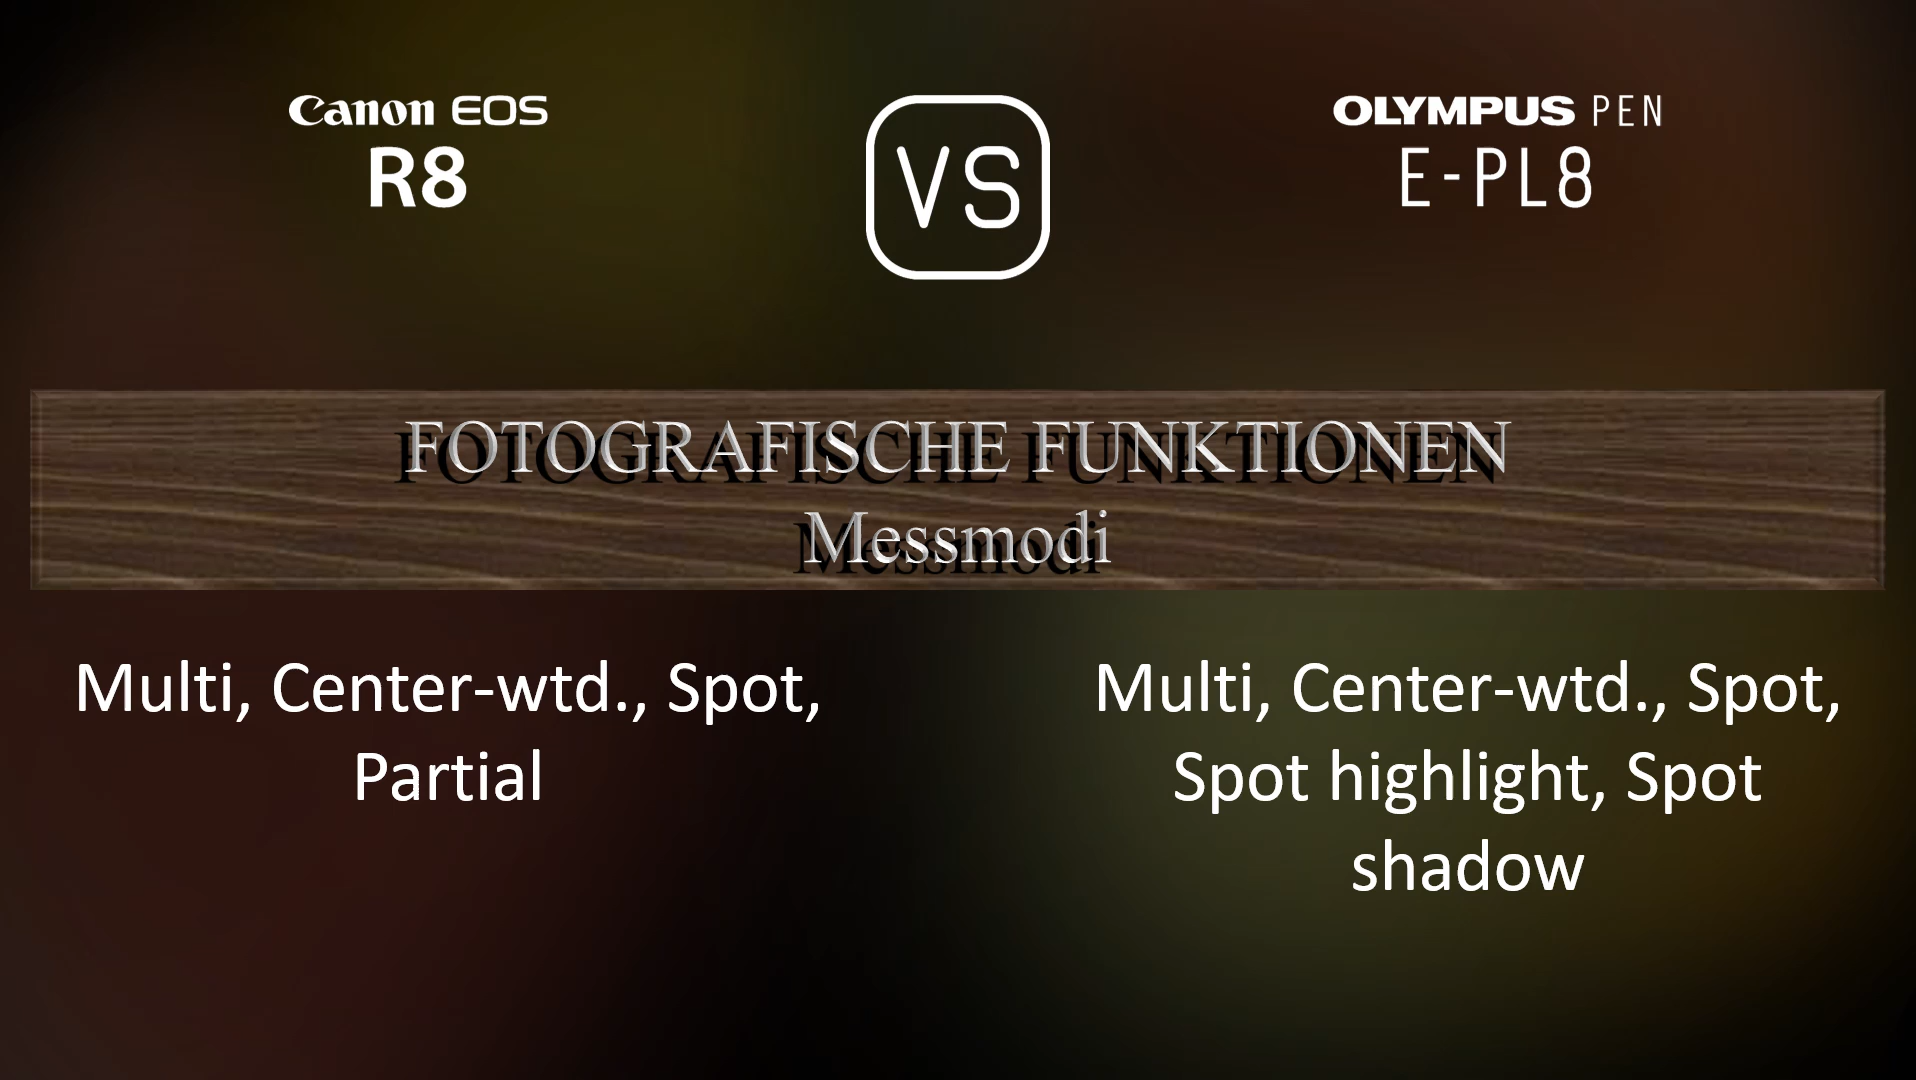 Canon EOS
R8
VS
OLYMPUS PEN
E-PL8
FOTOGRAFISCHE FUNKTIONEN
Messmodi
Multi, Center-wtd., Spot,
Partial
Multi, Center-wtd., Spot,
Spot highlight, Spot
shadow